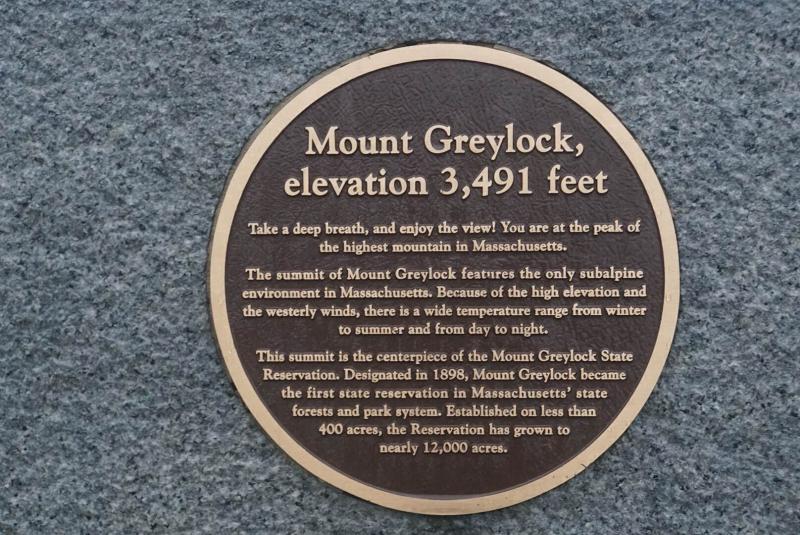 Mount Greylock,
elevation 3,491 feet
Take a deep breath, and enjoy the view! You are at the peak of
the highest mountain in Massachusetts.
The summit of Mount Greylock features the only subalpine
environment in Massachusetts. Because of the high elevation and
the westerly winds, there is a wide temperature range from winter
to summer and from day to night.
This summit is the centerpiece of the Mount Greylock State
Reservation. Designated in 1898, Mount Greylock became
the first state reservation in Massachusetts' state
forests and park system. Established on less than
400 acres, the Reservation has grown to
nearly 12,000 acres.